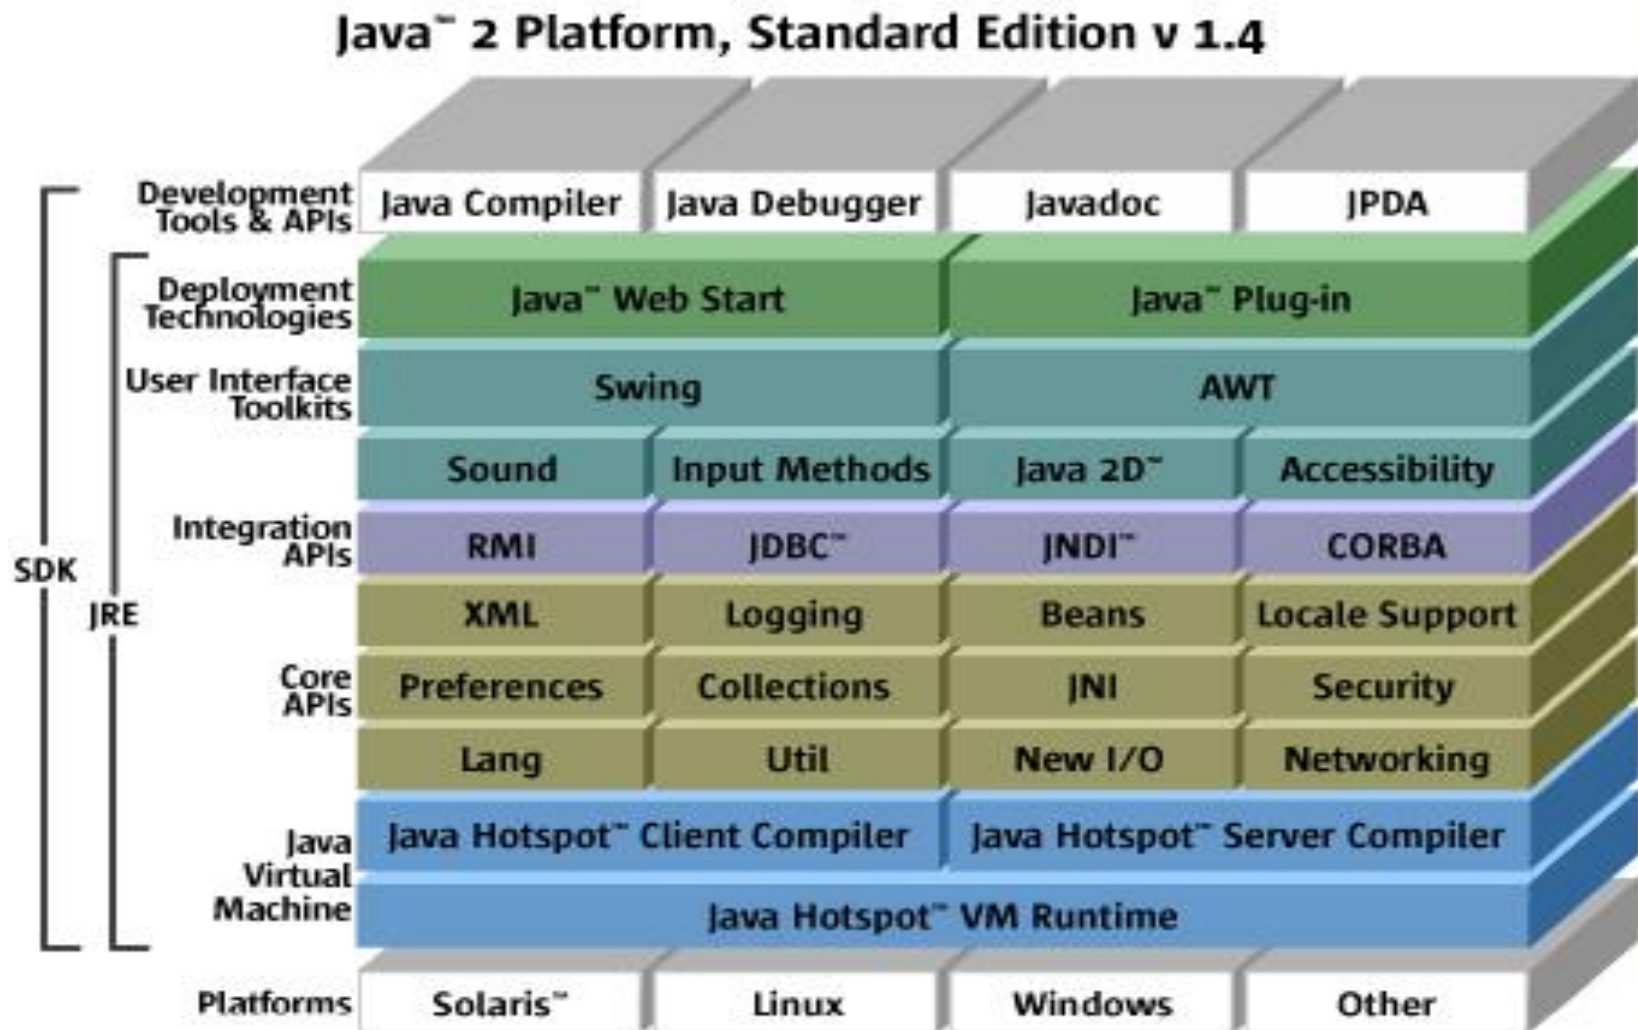 Java™ 2 Platform, Standard Edition v 1.4
Development
Tools & APIs
Java Compiler
Java Debugger
Javadoc
JPDA
Deployment
Technologies
Java™ Web Start
Java™ Plug-in
User Interface
Toolkits
Swing
AWT
Sound
Input Methods
Java 2D™
Accessibility
Integration
APIs
RMI
JDBC™
JNDI™
CORBA
SDK
JRE
XML
Logging
Beans
Locale Support
Core
APIs
Preferences
Collections
JNI
Security
Lang
Util
New I/O
Networking
Java
Virtual
Machine
Java Hotspot™ Client Compiler
Java Hotspot™ Server Compiler
Java Hotspot™ VM Runtime
Platforms
Solaris™
Linux
Windows
Other